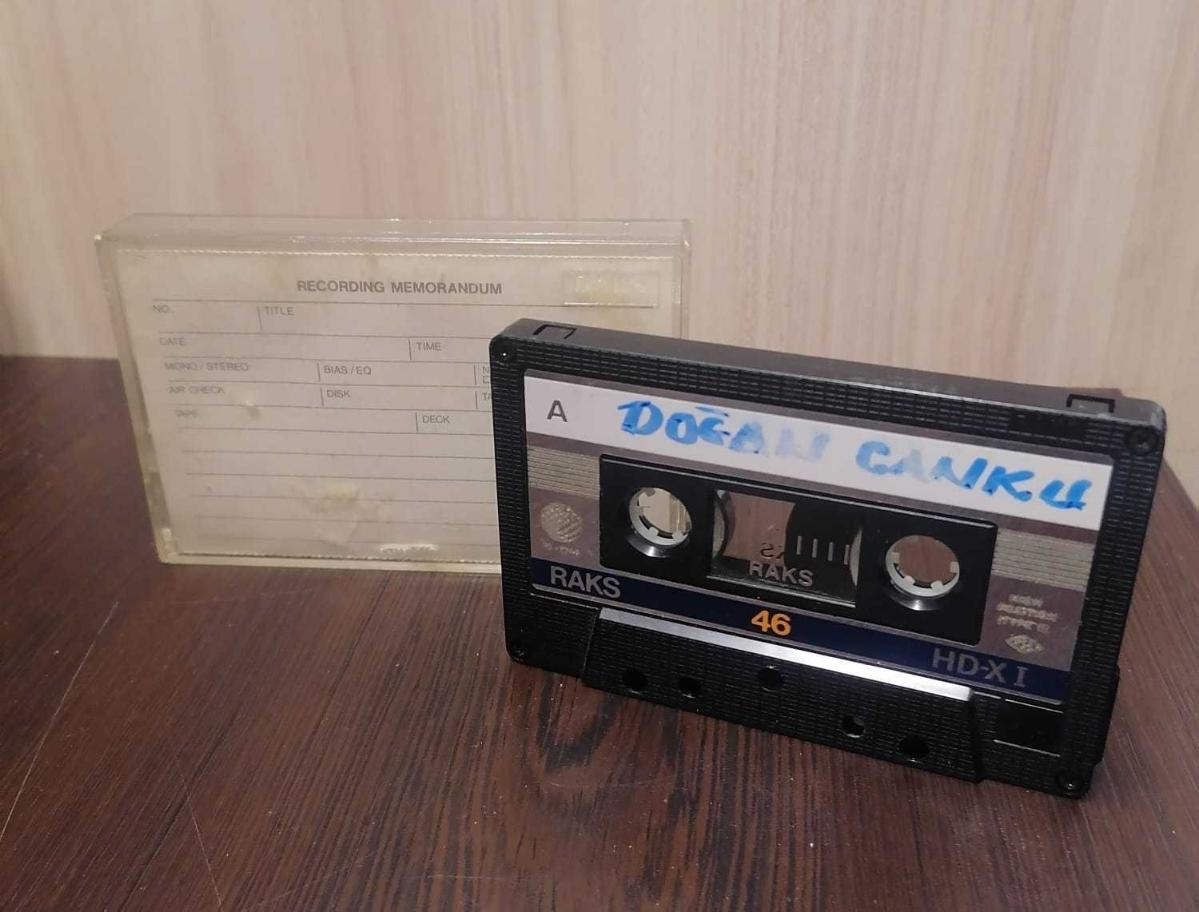 RECORDING MEMORANDUM
NO. TITLE
DATE TIME
MONO/STEREO BIAS/EQ
AIR CHECK DISK
TAPE DECK
A DOĞAN CANKU
RAKS
RAKS
46
HD-X I